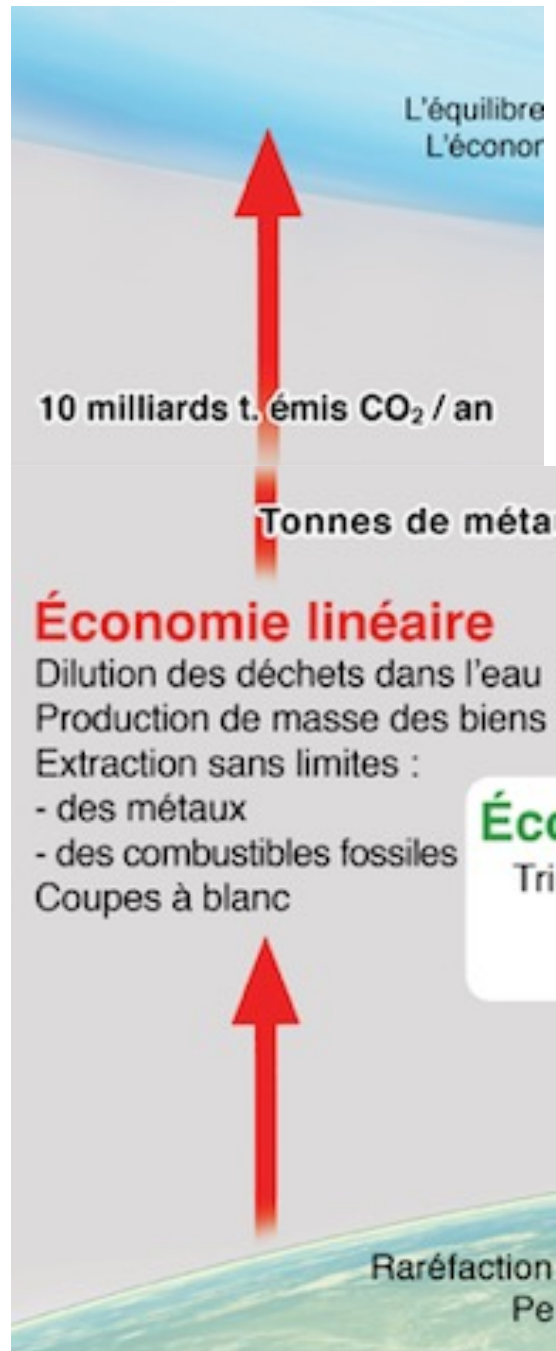 L'équilibre
L'économ
10 milliards t. émis CO₂ / an
Tonnes de méta
Économie linéaire
Dilution des déchets dans l'eau
Production de masse des biens
Extraction sans limites :
- des métaux
- des combustibles fossiles
Coupes à blanc
Éco
Tri
Raréfaction
Pe